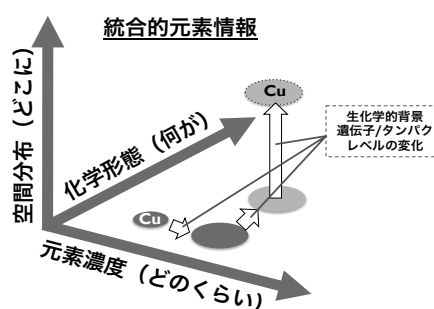 統合的元素情報
空間分布（どこに）
化学形態（何が）
元素濃度（どのくらい）
Cu
Cu
生化学的背景
遺伝子/タンパク
レベルの変化